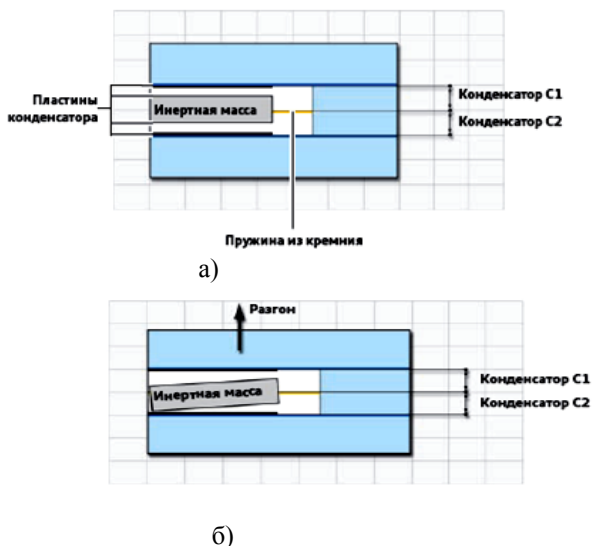 Пластины
конденсатора
Инертная масса
Конденсатор С1
Конденсатор С2
Пружина из кремния
а)
Разгон
Инертная масса
Конденсатор С1
Конденсатор С2
б)